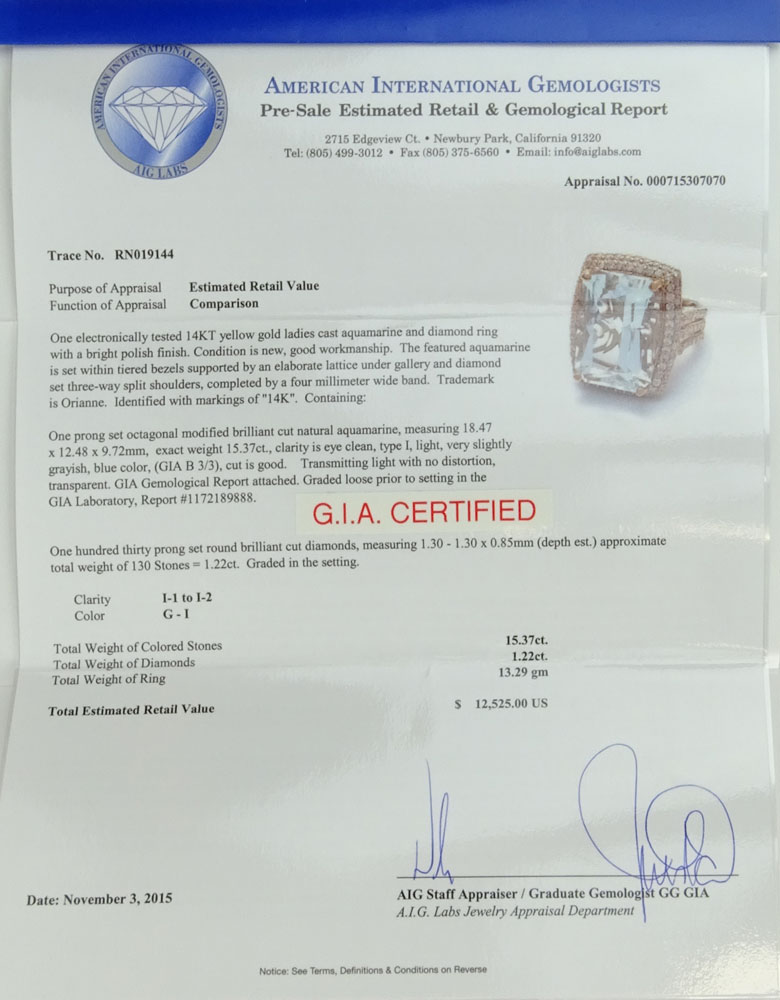 AMERICAN INTERNATIONAL GEMOLOGISTS
AIG LABS
AMERICAN INTERNATIONAL GEMOLOGISTS
Pre-Sale Estimated Retail & Gemological Report
2715 Edgeview Ct. • Newbury Park, California 91320
Tel: (805) 499-3012 • Fax (805) 375-6560 • Email: info@aiglabs.com
Appraisal No. 000715307070
Trace No. RN019144
Purpose of Appraisal Estimated Retail Value
Function of Appraisal Comparison
One electronically tested 14KT yellow gold ladies cast aquamarine and diamond ring
with a bright polish finish. Condition is new, good workmanship. The featured aquamarine
is set within tiered bezels supported by an elaborate lattice under gallery and diamond
set three-way split shoulders, completed by a four millimeter wide band. Trademark
is Orianne. Identified with markings of "14K". Containing:
One prong set octagonal modified brilliant cut natural aquamarine, measuring 18.47
x 12.48 x 9.72mm, exact weight 15.37ct., clarity is eye clean, type I, light, very slightly
grayish, blue color, (GIA B 3/3), cut is good. Transmitting light with no distortion,
transparent. GIA Gemological Report attached. Graded loose prior to setting in the
GIA Laboratory, Report #1172189888.
G.I.A. CERTIFIED
One hundred thirty prong set round brilliant cut diamonds, measuring 1.30 - 1.30 x 0.85mm (depth est.) approximate
total weight of 130 Stones = 1.22ct. Graded in the setting.
Clarity I-1 to I-2
Color G - I
Total Weight of Colored Stones 15.37ct.
Total Weight of Diamonds 1.22ct.
Total Weight of Ring 13.29 gm
Total Estimated Retail Value $ 12,525.00 US
Date: November 3, 2015
AIG Staff Appraiser / Graduate Gemologist GG GIA
A.I.G. Labs Jewelry Appraisal Department
Notice: See Terms, Definitions & Conditions on Reverse